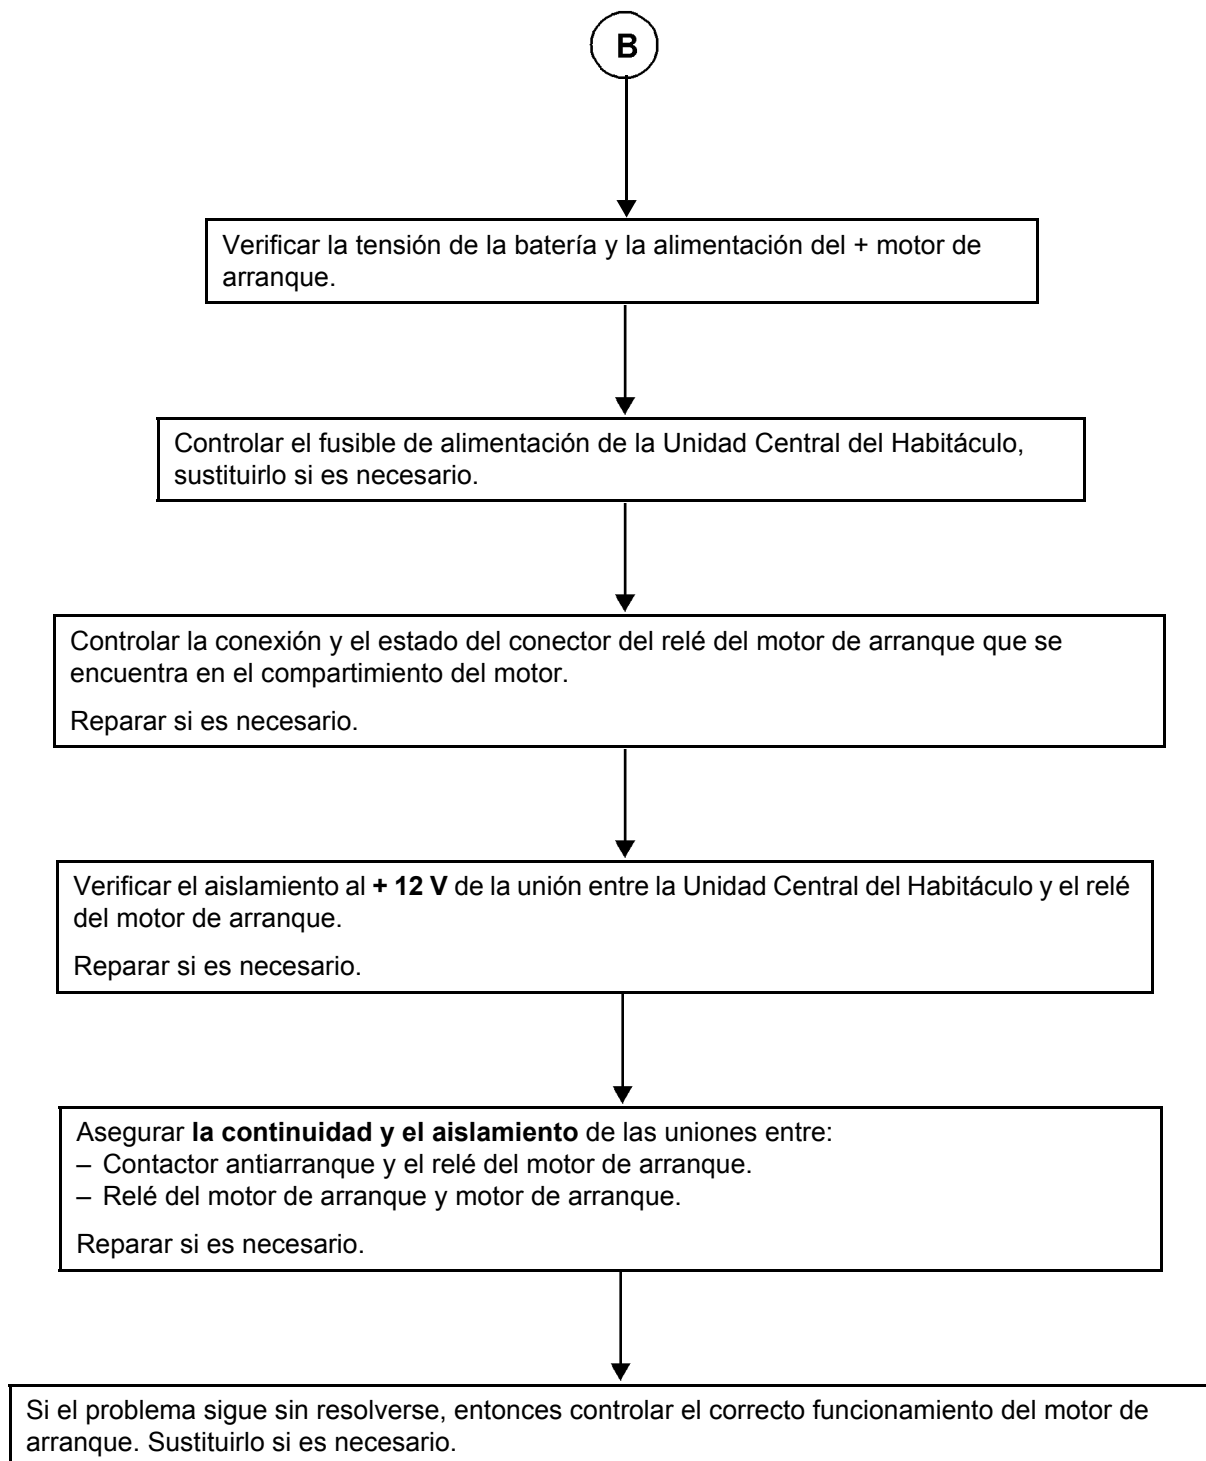 B
Verificar la tensión de la batería y la alimentación del + motor de
arranque.
Controlar el fusible de alimentación de la Unidad Central del Habitáculo,
sustituirlo si es necesario.
Controlar la conexión y el estado del conector del relé del motor de arranque que se
encuentra en el compartimiento del motor.
Reparar si es necesario.
Verificar el aislamiento al + 12 V de la unión entre la Unidad Central del Habitáculo y el relé
del motor de arranque.
Reparar si es necesario.
Asegurar la continuidad y el aislamiento de las uniones entre:
– Contactor antiarranque y el relé del motor de arranque.
– Relé del motor de arranque y motor de arranque.
Reparar si es necesario.
Si el problema sigue sin resolverse, entonces controlar el correcto funcionamiento del motor de
arranque. Sustituirlo si es necesario.